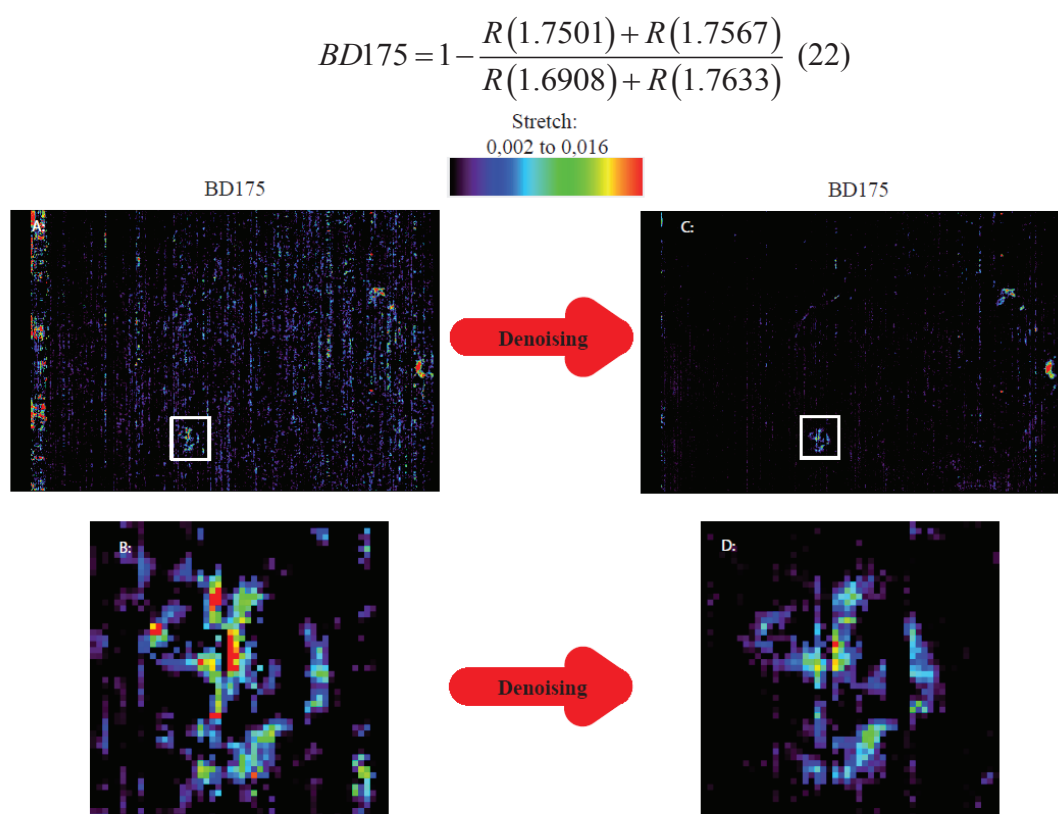 BD175 = 1 − \frac{R(1.7501) + R(1.7567)}{R(1.6908) + R(1.7633)} (22)
Stretch:
0,002 to 0,016
BD175
BD175
A:
C:
Denoising
B:
D:
Denoising